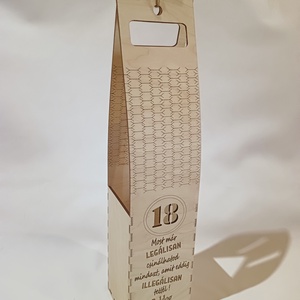 18
Most már
LEGÁLISAN
csinálhatod
mindazt, amit eddig
ILLEGÁLISAN
tettél!